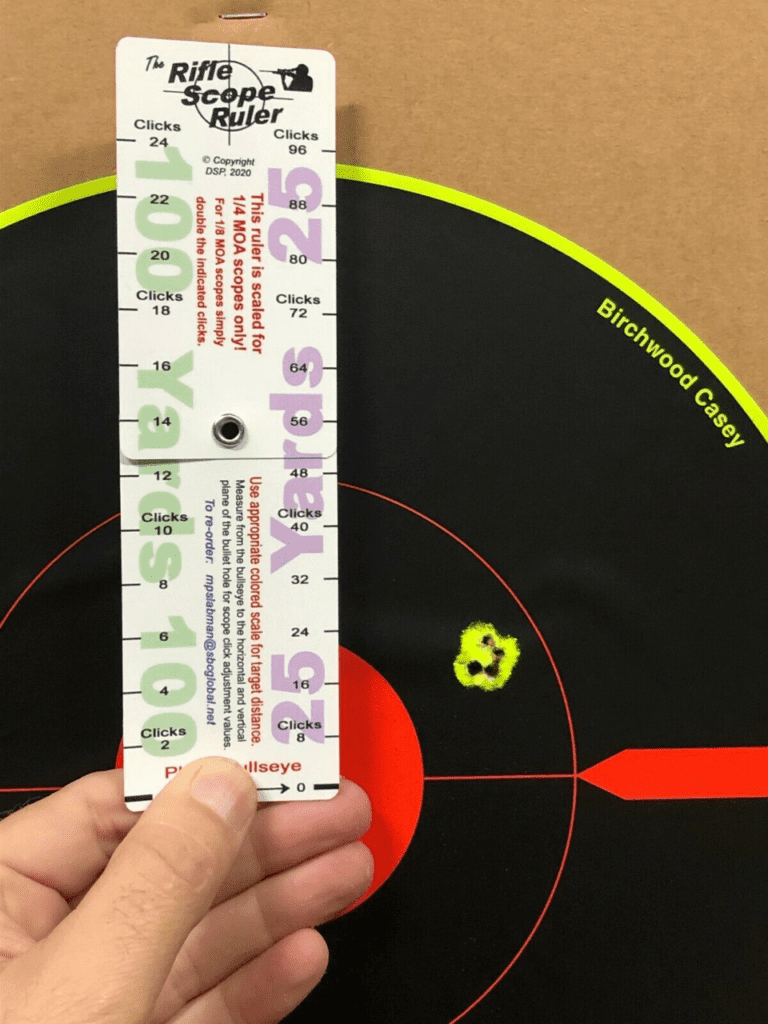 The
Rifle
Scope
Ruler
© Copyright
DSP, 2020
Clicks
24
22
20
Clicks
18
16
14
12
Clicks
10
8
6
4
Clicks
2
100 Yards 100
Clicks
96
88
80
Clicks
72
64
56
48
Clicks
40
32
24
16
Clicks
8
0
25 Yards 25
This ruler is scaled for
1/4 MOA scopes only!
For 1/8 MOA scopes simply
double the indicated clicks.
Use appropriate colored scale for target distance.
Measure from the bullseye to the horizontal and vertical
plane of the bullet hole for scope click adjustment values.
To re-order: mpslabman@sbcglobal.net
Birchwood Casey